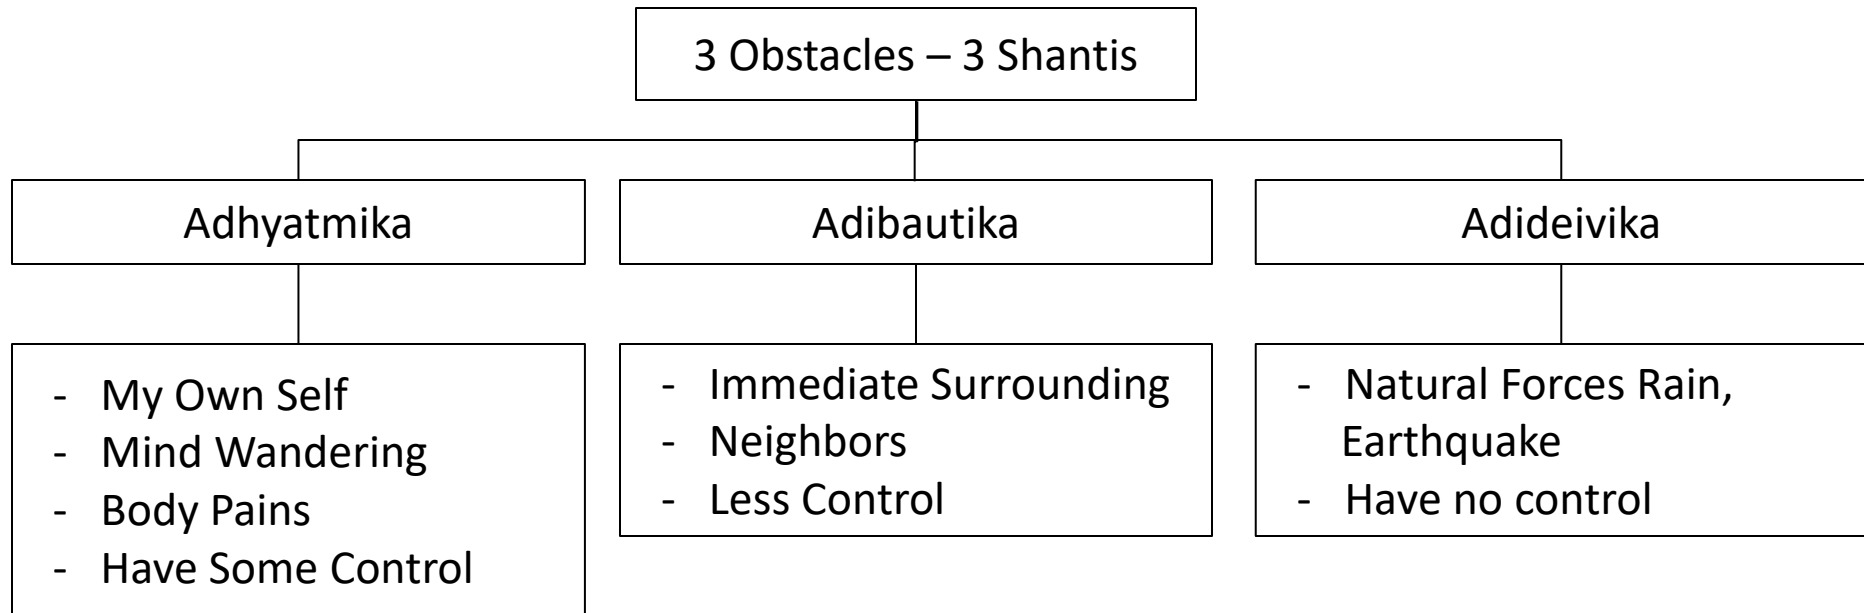 3 Obstacles – 3 Shantis
Adhyatmika
Adibautika
Adideivika
- My Own Self
- Mind Wandering
- Body Pains
- Have Some Control
- Immediate Surrounding
- Neighbors
- Less Control
- Natural Forces Rain,
Earthquake
- Have no control